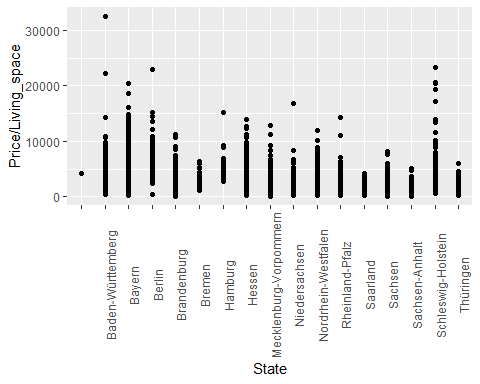 Price/Living_space
30000
20000
10000
0
Baden-Württemberg
Bayern
Berlin
Brandenburg
Bremen
Hamburg
Hessen
Mecklenburg-Vorpommern
Niedersachsen
Nordrhein-Westfalen
Rheinland-Pfalz
Saarland
Sachsen
Sachsen-Anhalt
Schleswig-Holstein
Thüringen
State